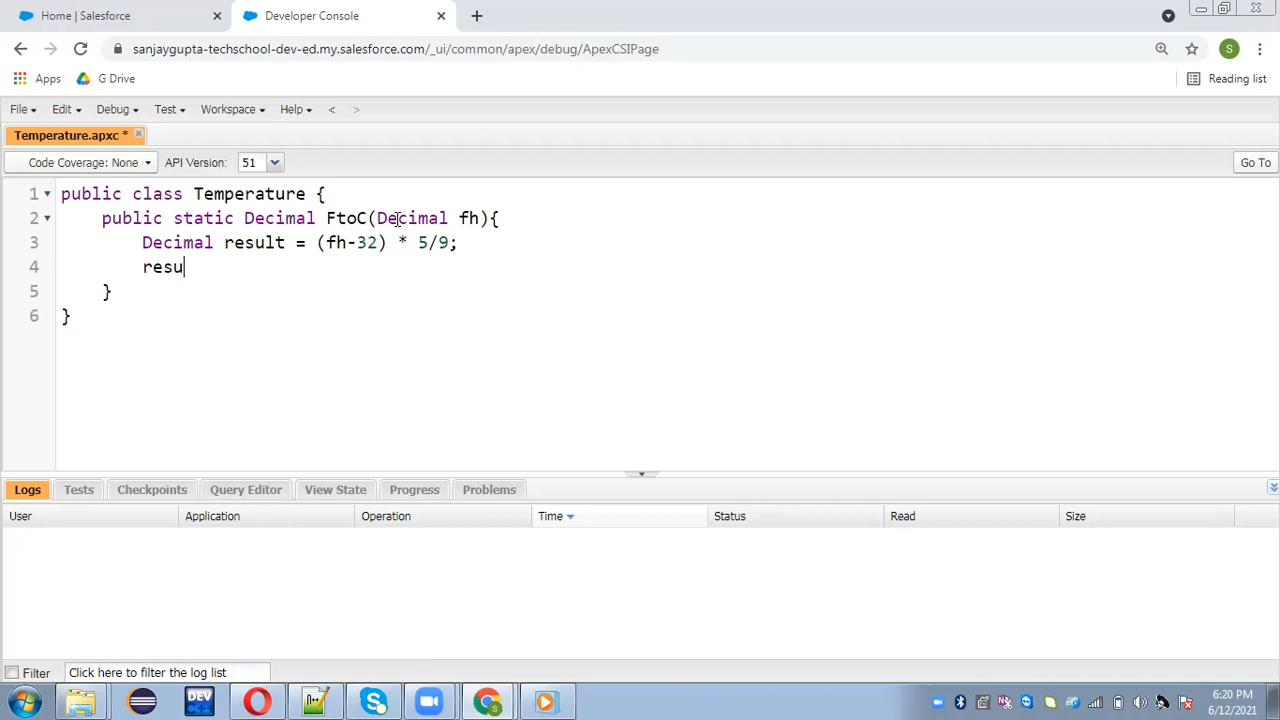 Home | Salesforce
Developer Console
sanjaygupta-techschool-dev-ed.my.salesforce.com/_ui/common/apex/debug/ApexCSIPage
S
Apps
G Drive
Reading list
File
Edit
Debug
Test
Workspace
Help
<
>
Temperature.apxc *
Code Coverage: None
API Version:
51
Go To
1
public class Temperature {
2
public static Decimal FtoC(Decimal fh){
3
Decimal result = (fh-32) * 5/9;
4
resu
5
}
6
}
Logs
Tests
Checkpoints
Query Editor
View State
Progress
Problems
User
Application
Operation
Time
Status
Read
Size
Filter
Click here to filter the log list
DEV
6:20 PM
6/12/2021